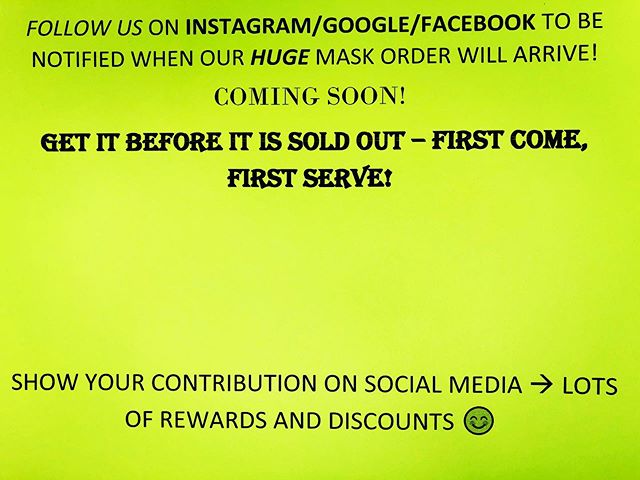 FOLLOW US ON INSTAGRAM/GOOGLE/FACEBOOK TO BE
NOTIFIED WHEN OUR HUGE MASK ORDER WILL ARRIVE!
COMING SOON!
GET IT BEFORE IT IS SOLD OUT – FIRST COME,
FIRST SERVE!
SHOW YOUR CONTRIBUTION ON SOCIAL MEDIA → LOTS
OF REWARDS AND DISCOUNTS 😊